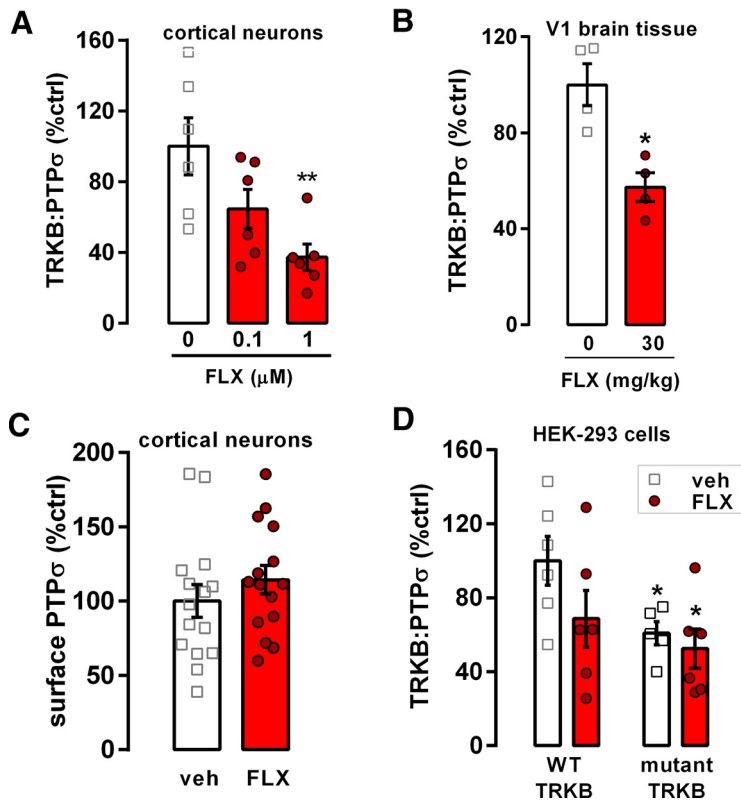 A
cortical neurons
TRKB:PTPσ (%ctrl)
160
120
80
40
0
**
0 0.1 1
FLX (µM)
B
V1 brain tissue
TRKB:PTPσ (%ctrl)
120
80
40
0
*
0 30
FLX (mg/kg)
C
cortical neurons
surface PTPσ (%ctrl)
200
150
100
50
0
veh FLX
D
HEK-293 cells
TRKB:PTPσ (%ctrl)
160
120
80
40
0
veh
FLX
* *
WT mutant
TRKB TRKB